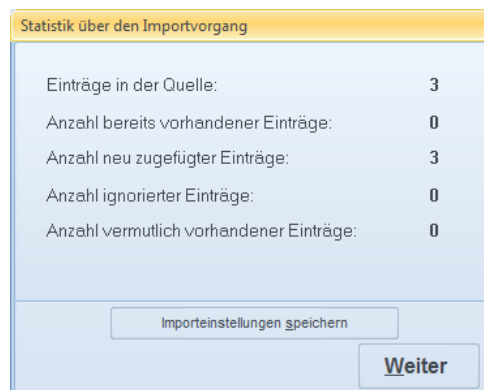 Statistik über den Importvorgang
Einträge in der Quelle: 3
Anzahl bereits vorhandener Einträge: 0
Anzahl neu zugefügter Einträge: 3
Anzahl ignorierter Einträge: 0
Anzahl vermutlich vorhandener Einträge: 0
Importeinstellungen speichern
Weiter